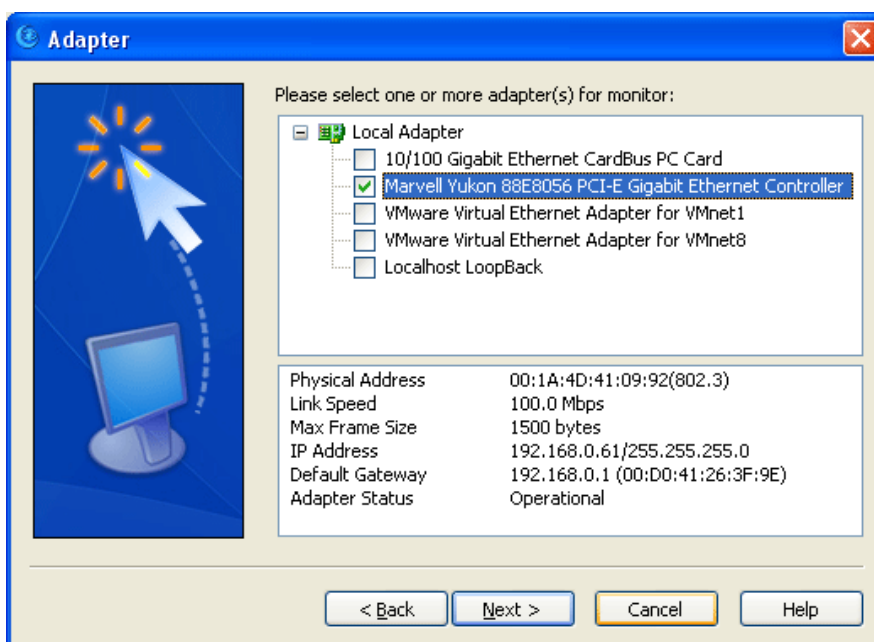 Adapter
Please select one or more adapter(s) for monitor:
Local Adapter
10/100 Gigabit Ethernet CardBus PC Card
Marvell Yukon 88E8056 PCI-E Gigabit Ethernet Controller
VMware Virtual Ethernet Adapter for VMnet1
VMware Virtual Ethernet Adapter for VMnet8
Localhost LoopBack
Physical Address 00:1A:4D:41:09:92(802.3)
Link Speed 100.0 Mbps
Max Frame Size 1500 bytes
IP Address 192.168.0.61/255.255.255.0
Default Gateway 192.168.0.1 (00:D0:41:26:3F:9E)
Adapter Status Operational
< Back Next > Cancel Help